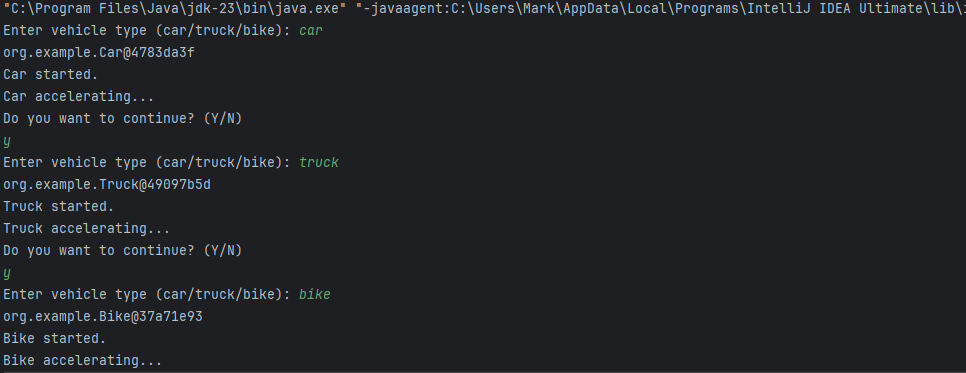 "C:\Program Files\Java\jdk-23\bin\java.exe" "-javaagent:C:\Users\Mark\AppData\Local\Programs\IntelliJ IDEA Ultimate\lib\
Enter vehicle type (car/truck/bike): car
org.example.Car@4783da3f
Car started.
Car accelerating...
Do you want to continue? (Y/N)
y
Enter vehicle type (car/truck/bike): truck
org.example.Truck@49097b5d
Truck started.
Truck accelerating...
Do you want to continue? (Y/N)
y
Enter vehicle type (car/truck/bike): bike
org.example.Bike@37a71e93
Bike started.
Bike accelerating...